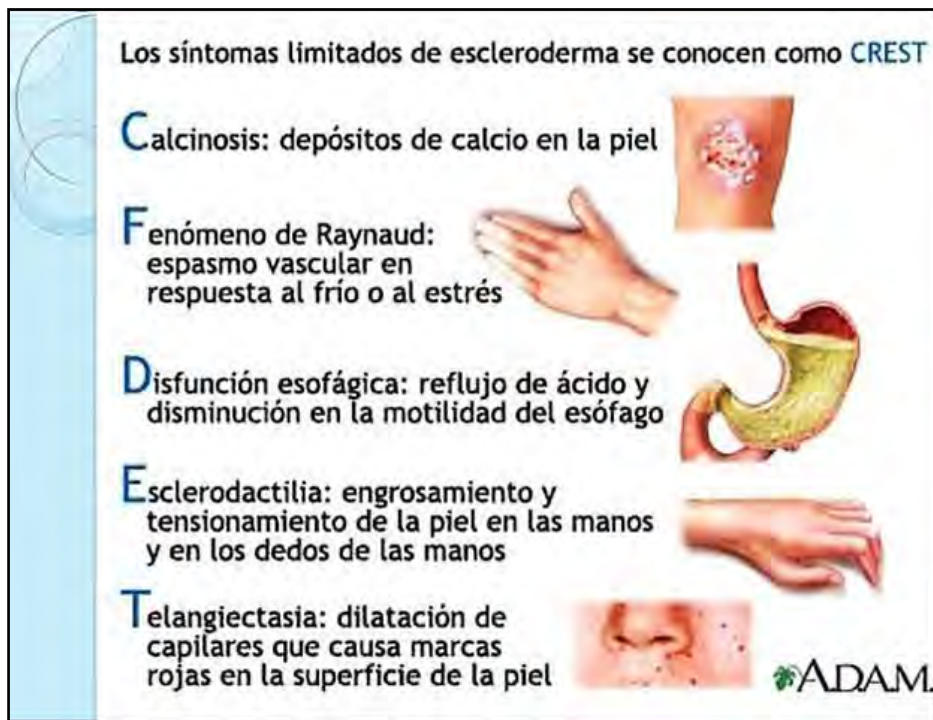 Los síntomas limitados de escleroderma se conocen como CREST
Calcinosis: depósitos de calcio en la piel
Fenómeno de Raynaud:
espasmo vascular en
respuesta al frío o al estrés
Disfunción esofágica: reflujo de ácido y
disminución en la motilidad del esófago
Esclerodactilia: engrosamiento y
tensionamiento de la piel en las manos
y en los dedos de las manos
Telangiectasia: dilatación de
capilares que causa marcas
rojas en la superficie de la piel
A.D.A.M.